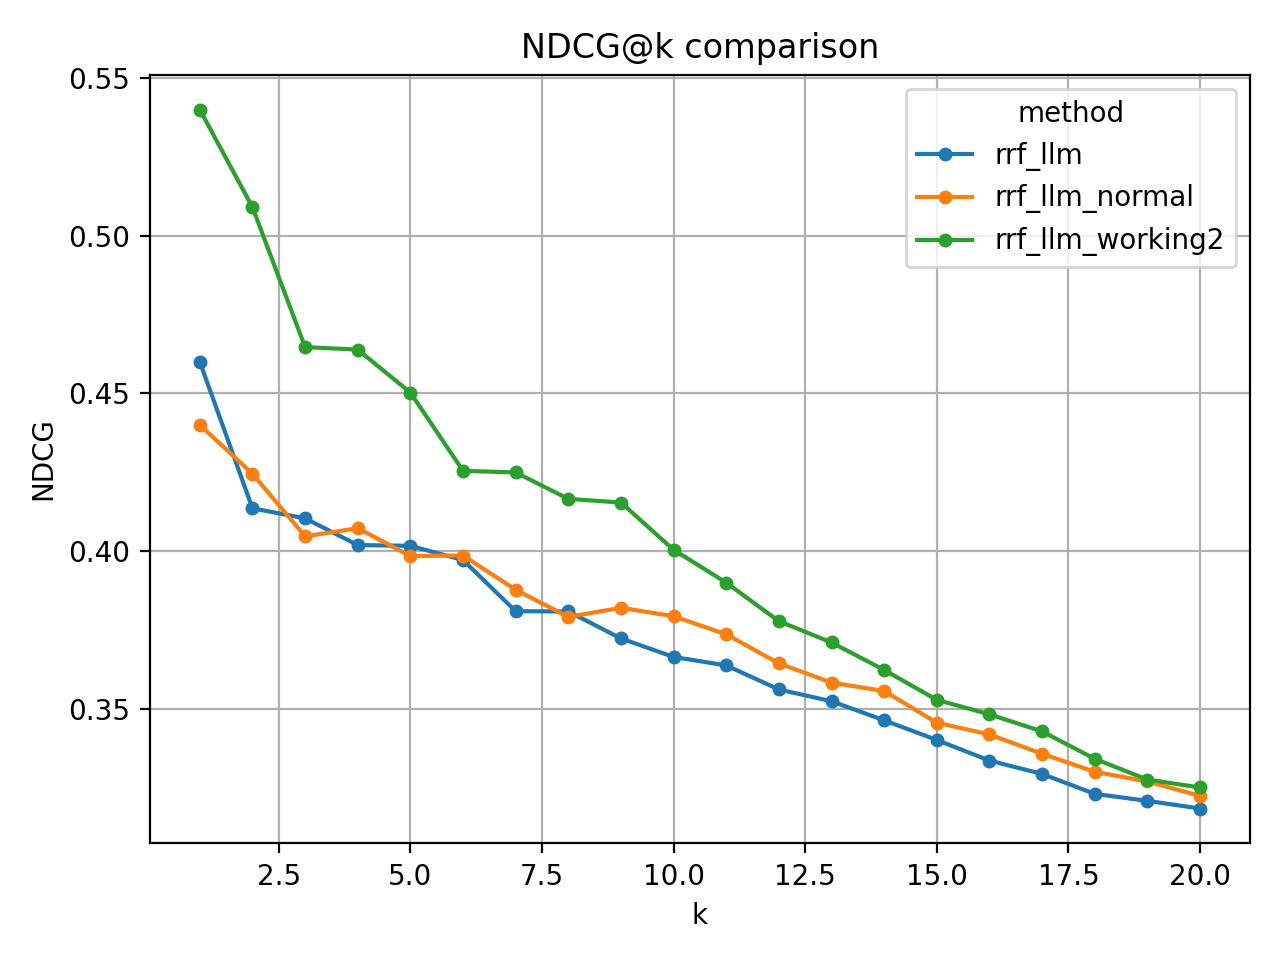 NDCG@k comparison
method
rrf_llm
rrf_llm_normal
rrf_llm_working2
NDCG
0.55
0.50
0.45
0.40
0.35
2.5 5.0 7.5 10.0 12.5 15.0 17.5 20.0
k